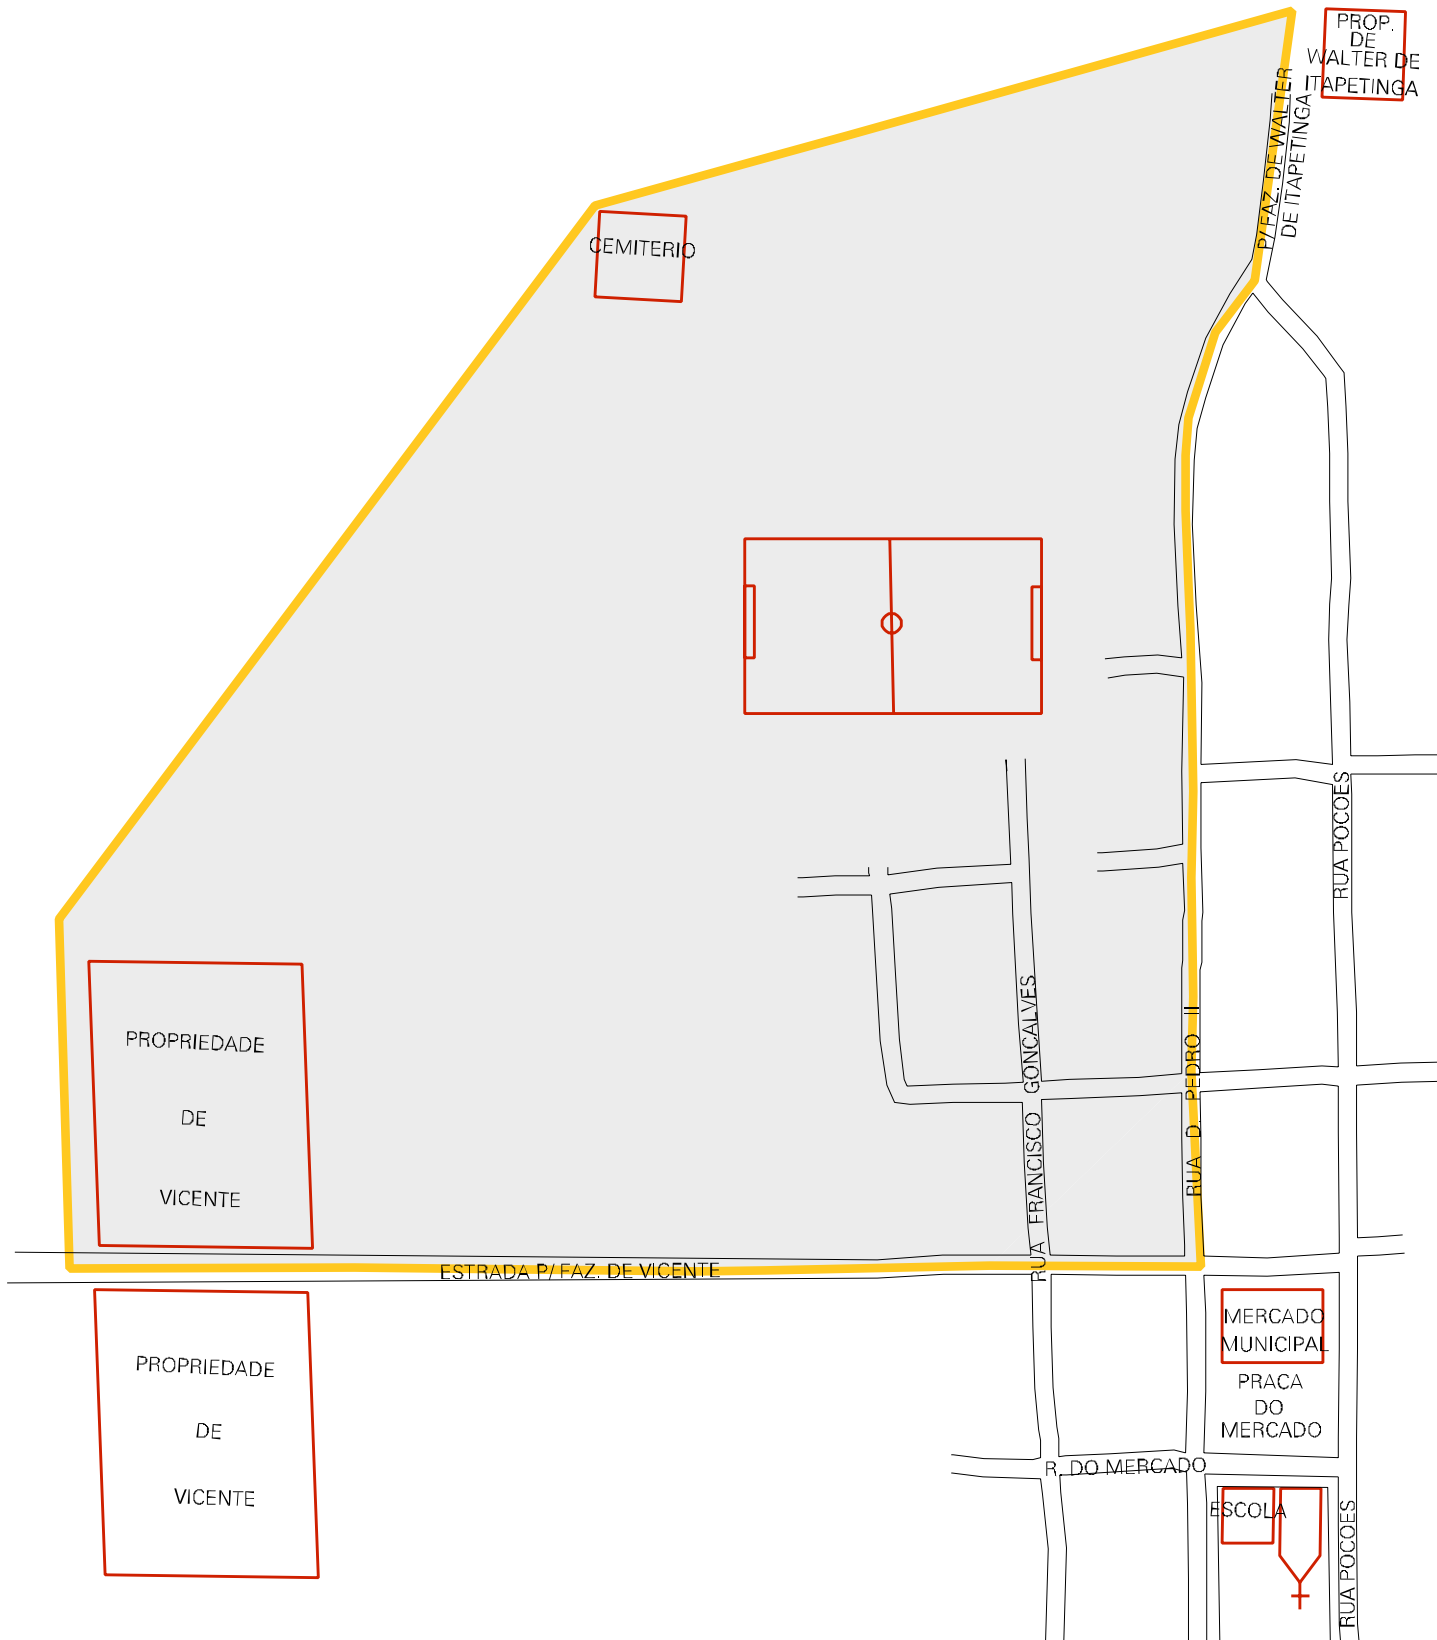 PROP.
DE
WALTER DE
ITAPETINGA
P/ FAZ. DE WALTER
DE ITAPETINGA
CEMITERIO
RUA POCOES
PROPRIEDADE
DE
VICENTE
RUA FRANCISCO GONCALVES
RUA D. PEDRO II
ESTRADA P/ FAZ. DE VICENTE
MERCADO
MUNICIPAL
PRACA
DO
MERCADO
PROPRIEDADE
DE
VICENTE
R. DO MERCADO
ESCOLA
RUA POCOES